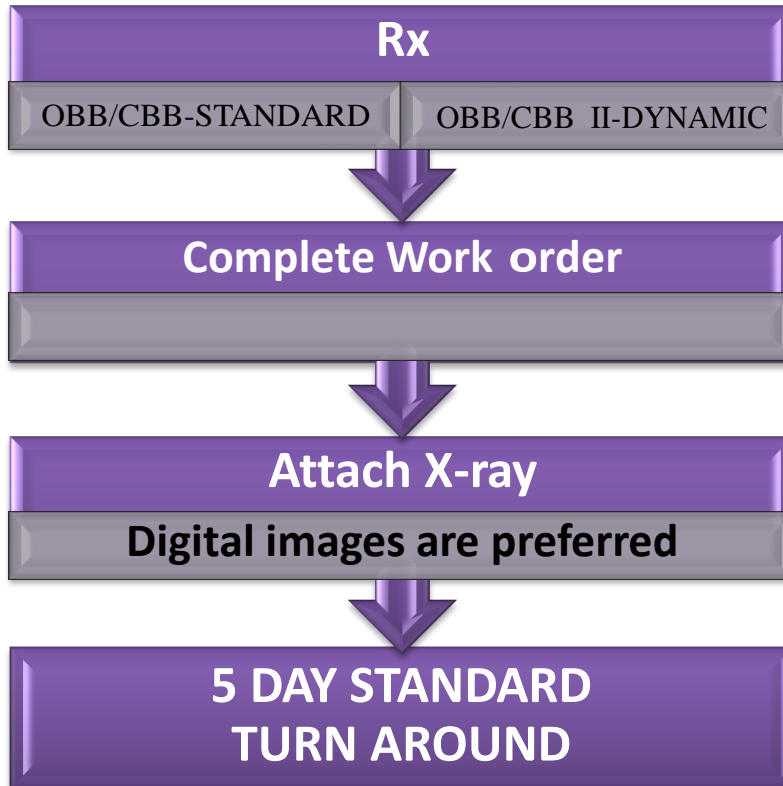 Rx
OBB/CBB-STANDARD OBB/CBB II-DYNAMIC
Complete Work order
Attach X-ray
Digital images are preferred
5 DAY STANDARD
TURN AROUND